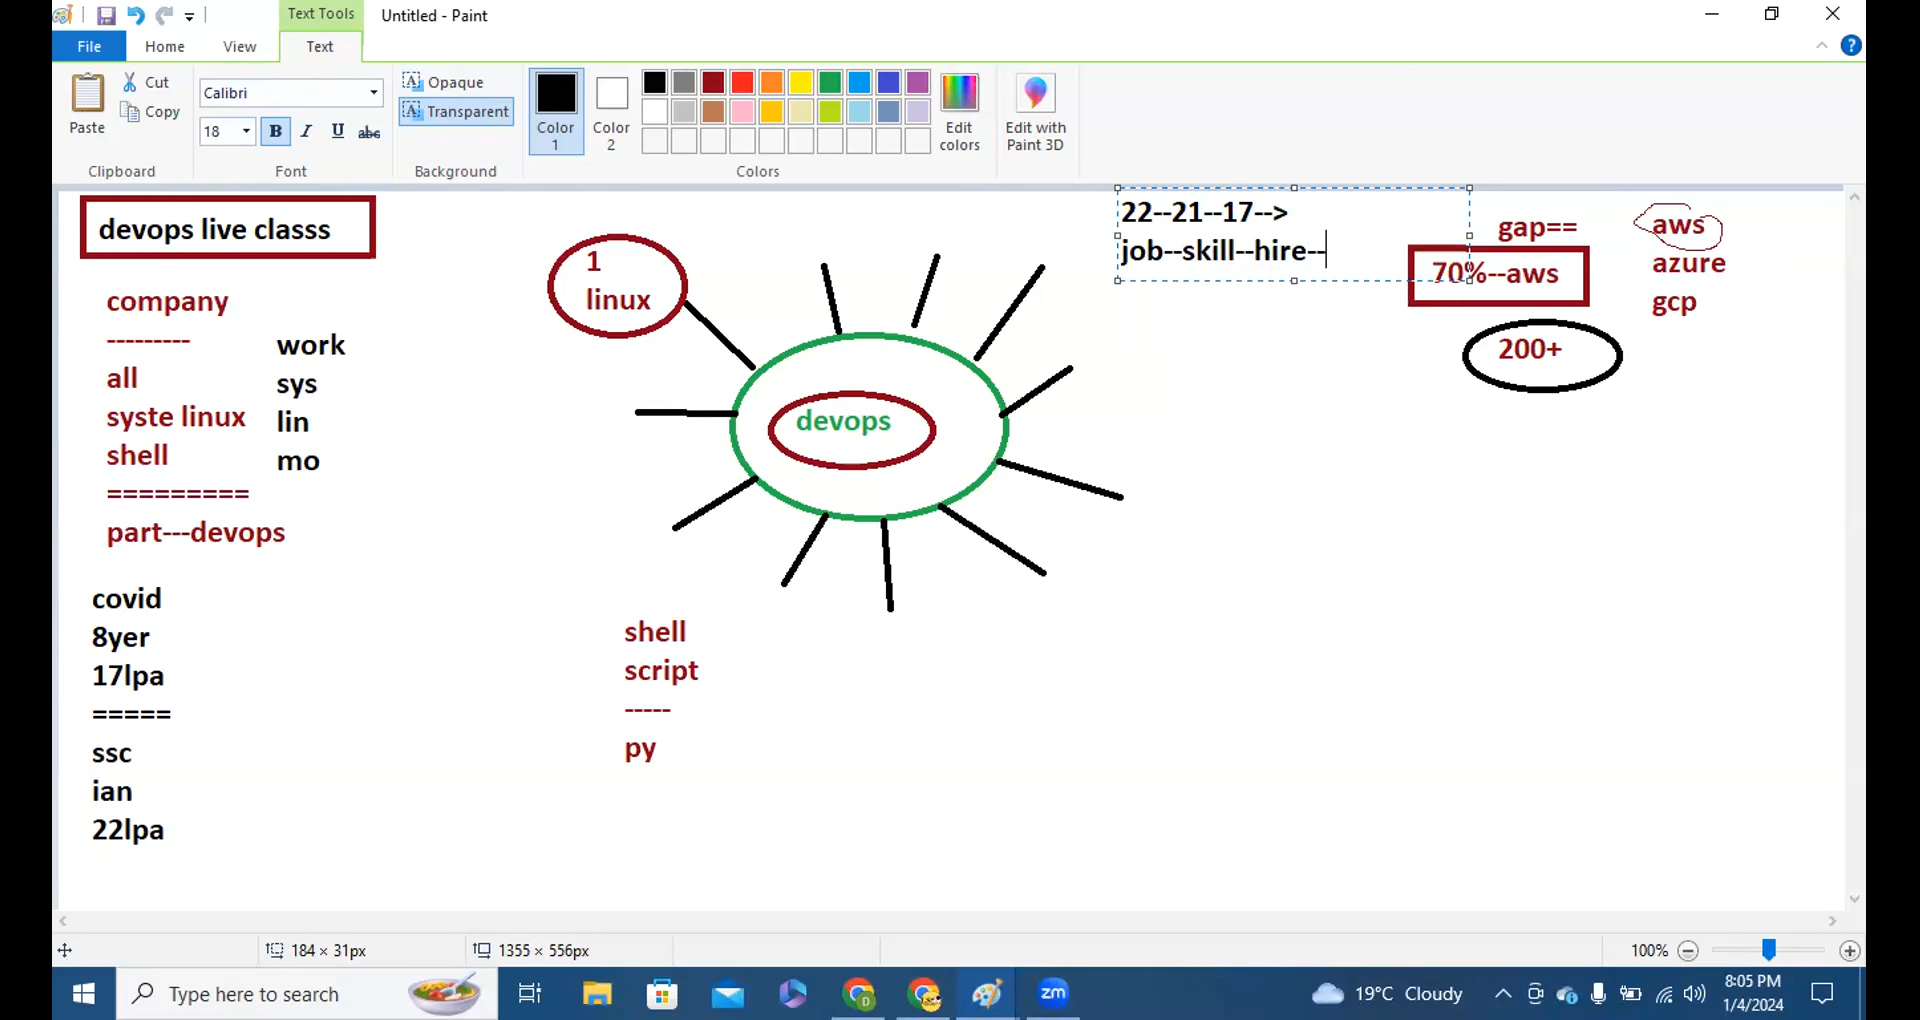 Text Tools
Untitled - Paint
File
Home
View
Text
Paste
Cut
Copy
Clipboard
Calibri
18
B
I
U
abc
Font
Opaque
Transparent
Background
Color
1
Color
2
Edit
colors
Colors
Edit with
Paint 3D
devops live classs
company
---------
all
syste linux
shell
=========
part---devops
work
sys
lin
mo
covid
8yer
17lpa
=====
ssc
ian
22lpa
1
linux
devops
shell
script
-----
py
22--21--17-->
job--skill--hire--
gap==
70%--aws
200+
aws
azure
gcp
184 × 31px
1355 × 556px
100%
Type here to search
zm
19°C Cloudy
8:05 PM
1/4/2024